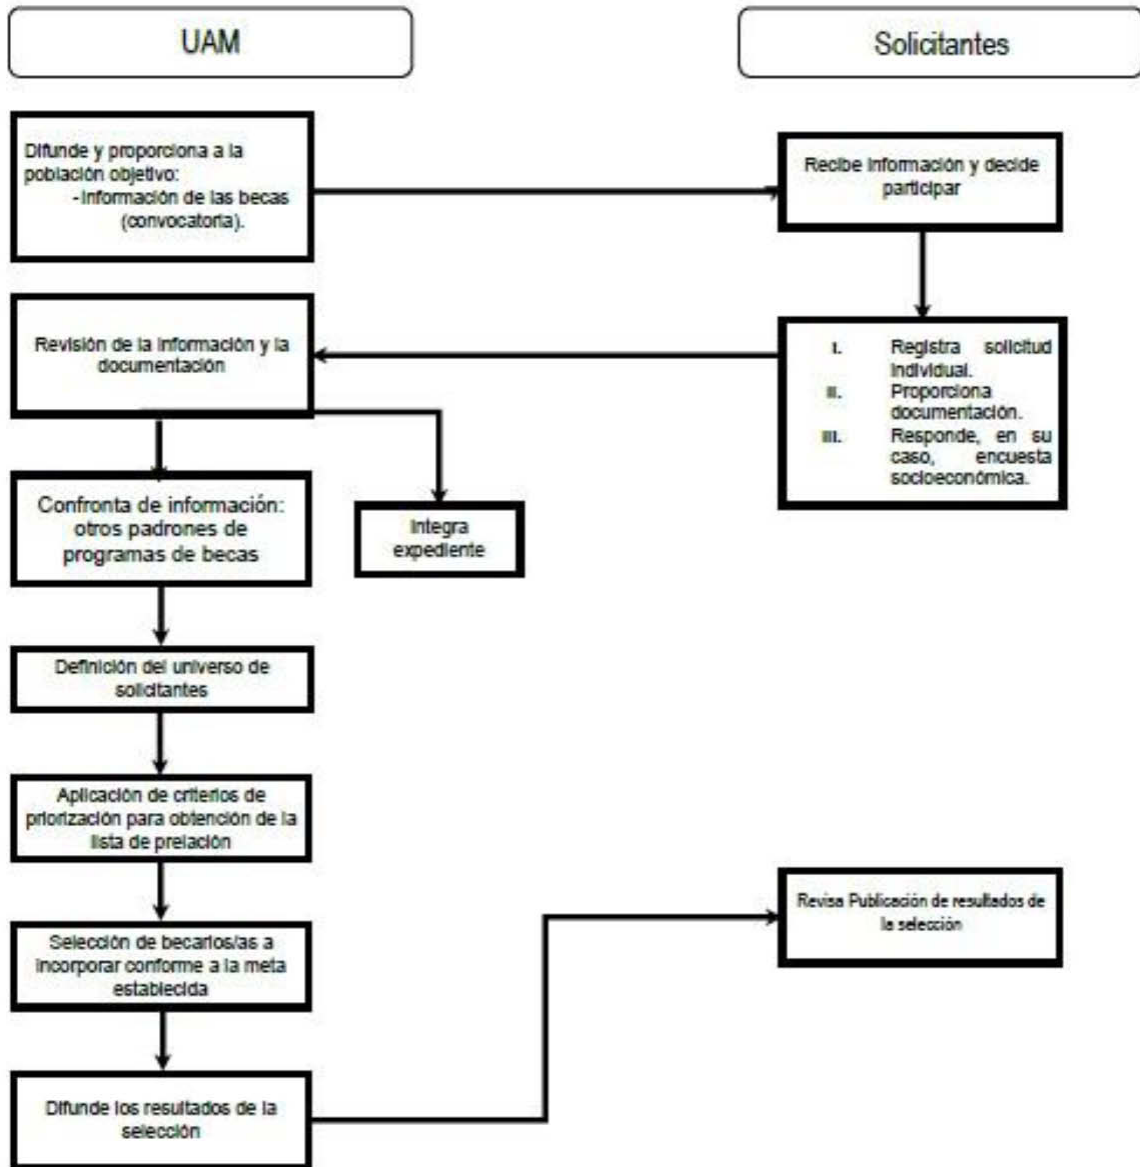 UAM
Solicitantes
Difunde y proporciona a la
población objetivo:
-Información de las becas
(convocatoria).
Recibe información y decide
participar
Revisión de la información y la
documentación
I. Registra solicitud
individual.
II. Proporciona
documentación.
III. Responde, en su
caso, encuesta
socioeconómica.
Confronta de información:
otros padrones de
programas de becas
Integra
expediente
Definición del universo de
solicitantes
Aplicación de criterios de
priorización para obtención de la
lista de prelación
Selección de becarios/as a
incorporar conforme a la meta
establecida
Revisa Publicación de resultados de
la selección
Difunde los resultados de la
selección